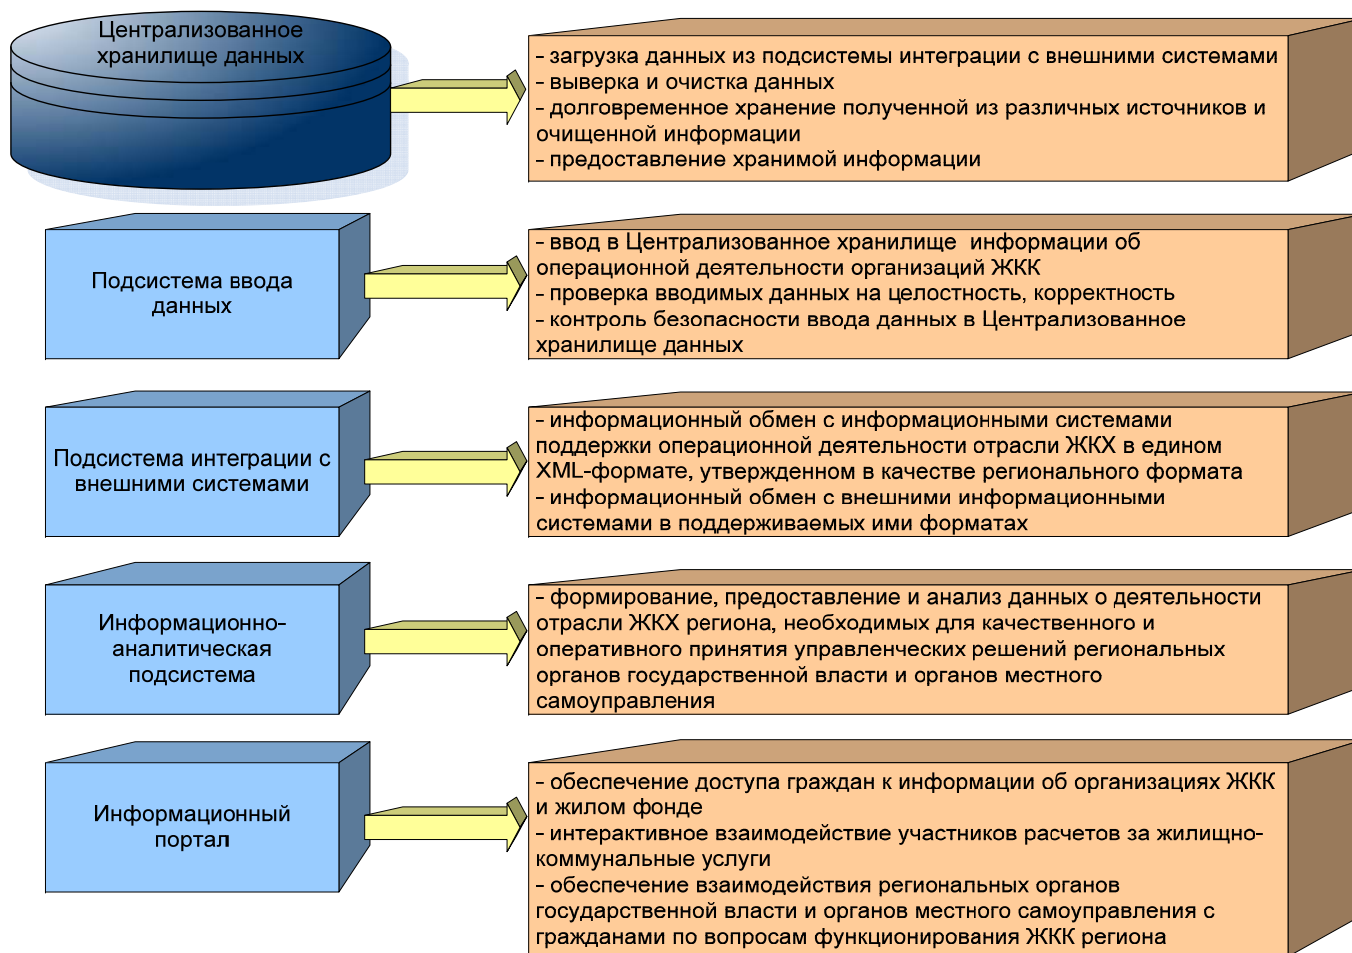 Централизованное
хранилище данных
- загрузка данных из подсистемы интеграции с внешними системами
- выверка и очистка данных
- долговременное хранение полученной из различных источников и
очищенной информации
- предоставление хранимой информации
Подсистема ввода
данных
- ввод в Централизованное хранилище информации об
операционной деятельности организаций ЖКК
- проверка вводимых данных на целостность, корректность
- контроль безопасности ввода данных в Централизованное
хранилище данных
Подсистема интеграции с
внешними системами
- информационный обмен с информационными системами
поддержки операционной деятельности отрасли ЖКХ в едином
XML-формате, утвержденном в качестве регионального формата
- информационный обмен с внешними информационными
системами в поддерживаемых ими форматах
Информационно-
аналитическая
подсистема
- формирование, предоставление и анализ данных о деятельности
отрасли ЖКХ региона, необходимых для качественного и
оперативного принятия управленческих решений региональных
органов государственной власти и органов местного
самоуправления
Информационный
портал
- обеспечение доступа граждан к информации об организациях ЖКК
и жилом фонде
- интерактивное взаимодействие участников расчетов за жилищно-
коммунальные услуги
- обеспечение взаимодействия региональных органов
государственной власти и органов местного самоуправления с
гражданами по вопросам функционирования ЖКК региона